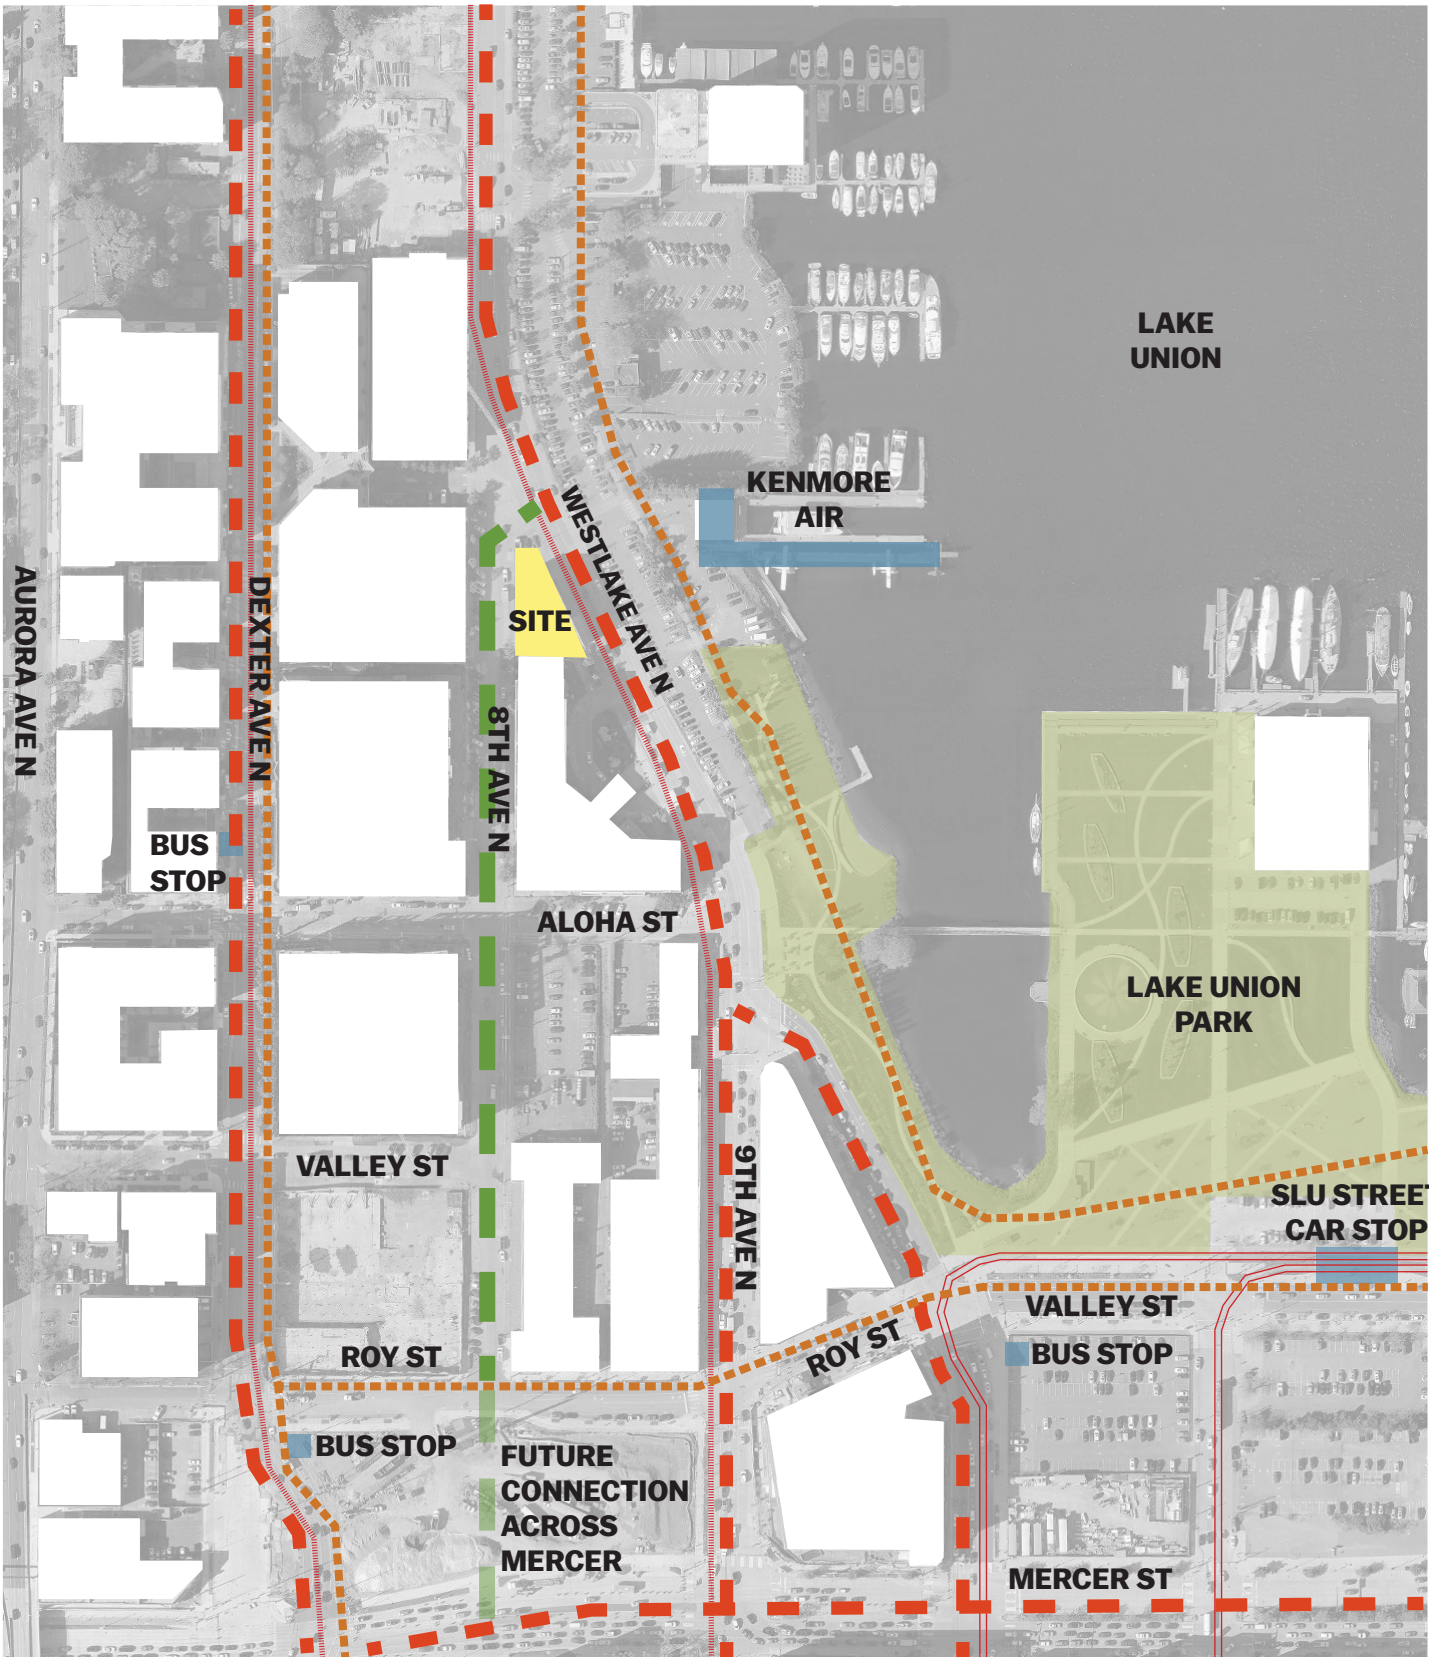 LAKE
UNION
KENMORE
AIR
WESTLAKE AVE N
SITE
AURORA AVE N
DEXTER AVE N
8TH AVE N
BUS
STOP
ALOHA ST
LAKE UNION
PARK
VALLEY ST
9TH AVE N
SLU STREET
CAR STOP
VALLEY ST
ROY ST
ROY ST
BUS STOP
BUS STOP
FUTURE
CONNECTION
ACROSS
MERCER
MERCER ST